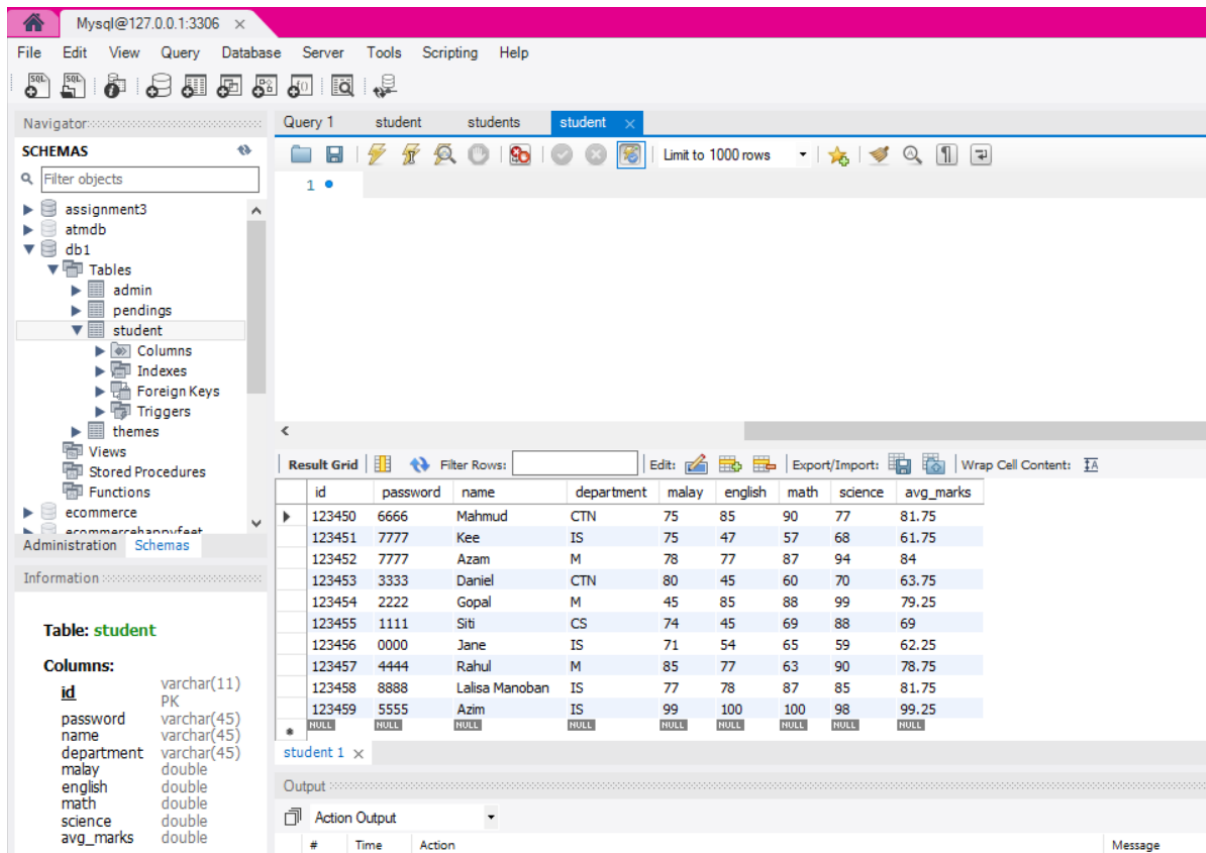 Mysql@127.0.0.1:3306 ×
File Edit View Query Database Server Tools Scripting Help
Navigator
SCHEMAS
Filter objects
assignment3
atmdb
db1
Tables
admin
pendings
student
Columns
Indexes
Foreign Keys
Triggers
themes
Views
Stored Procedures
Functions
ecommerce
ecommercehappyfeet
Administration Schemas
Information
Table: student
Columns:
id varchar(11) PK
password varchar(45)
name varchar(45)
department varchar(45)
malay double
english double
math double
science double
avg_marks double
Query 1 student students student ×
Limit to 1000 rows
1
Result Grid Filter Rows: Edit: Export/Import: Wrap Cell Content:
id password name department malay english math science avg_marks
123450 6666 Mahmud CTN 75 85 90 77 81.75
123451 7777 Kee IS 75 47 57 68 61.75
123452 7777 Azam M 78 77 87 94 84
123453 3333 Daniel CTN 80 45 60 70 63.75
123454 2222 Gopal M 45 85 88 99 79.25
123455 1111 Siti CS 74 45 69 88 69
123456 0000 Jane IS 71 54 65 59 62.25
123457 4444 Rahul M 85 77 63 90 78.75
123458 8888 Lalisa Manoban IS 77 78 87 85 81.75
123459 5555 Azim IS 99 100 100 98 99.25
NULL NULL NULL NULL NULL NULL NULL NULL NULL
student 1 ×
Output
Action Output
# Time Action Message